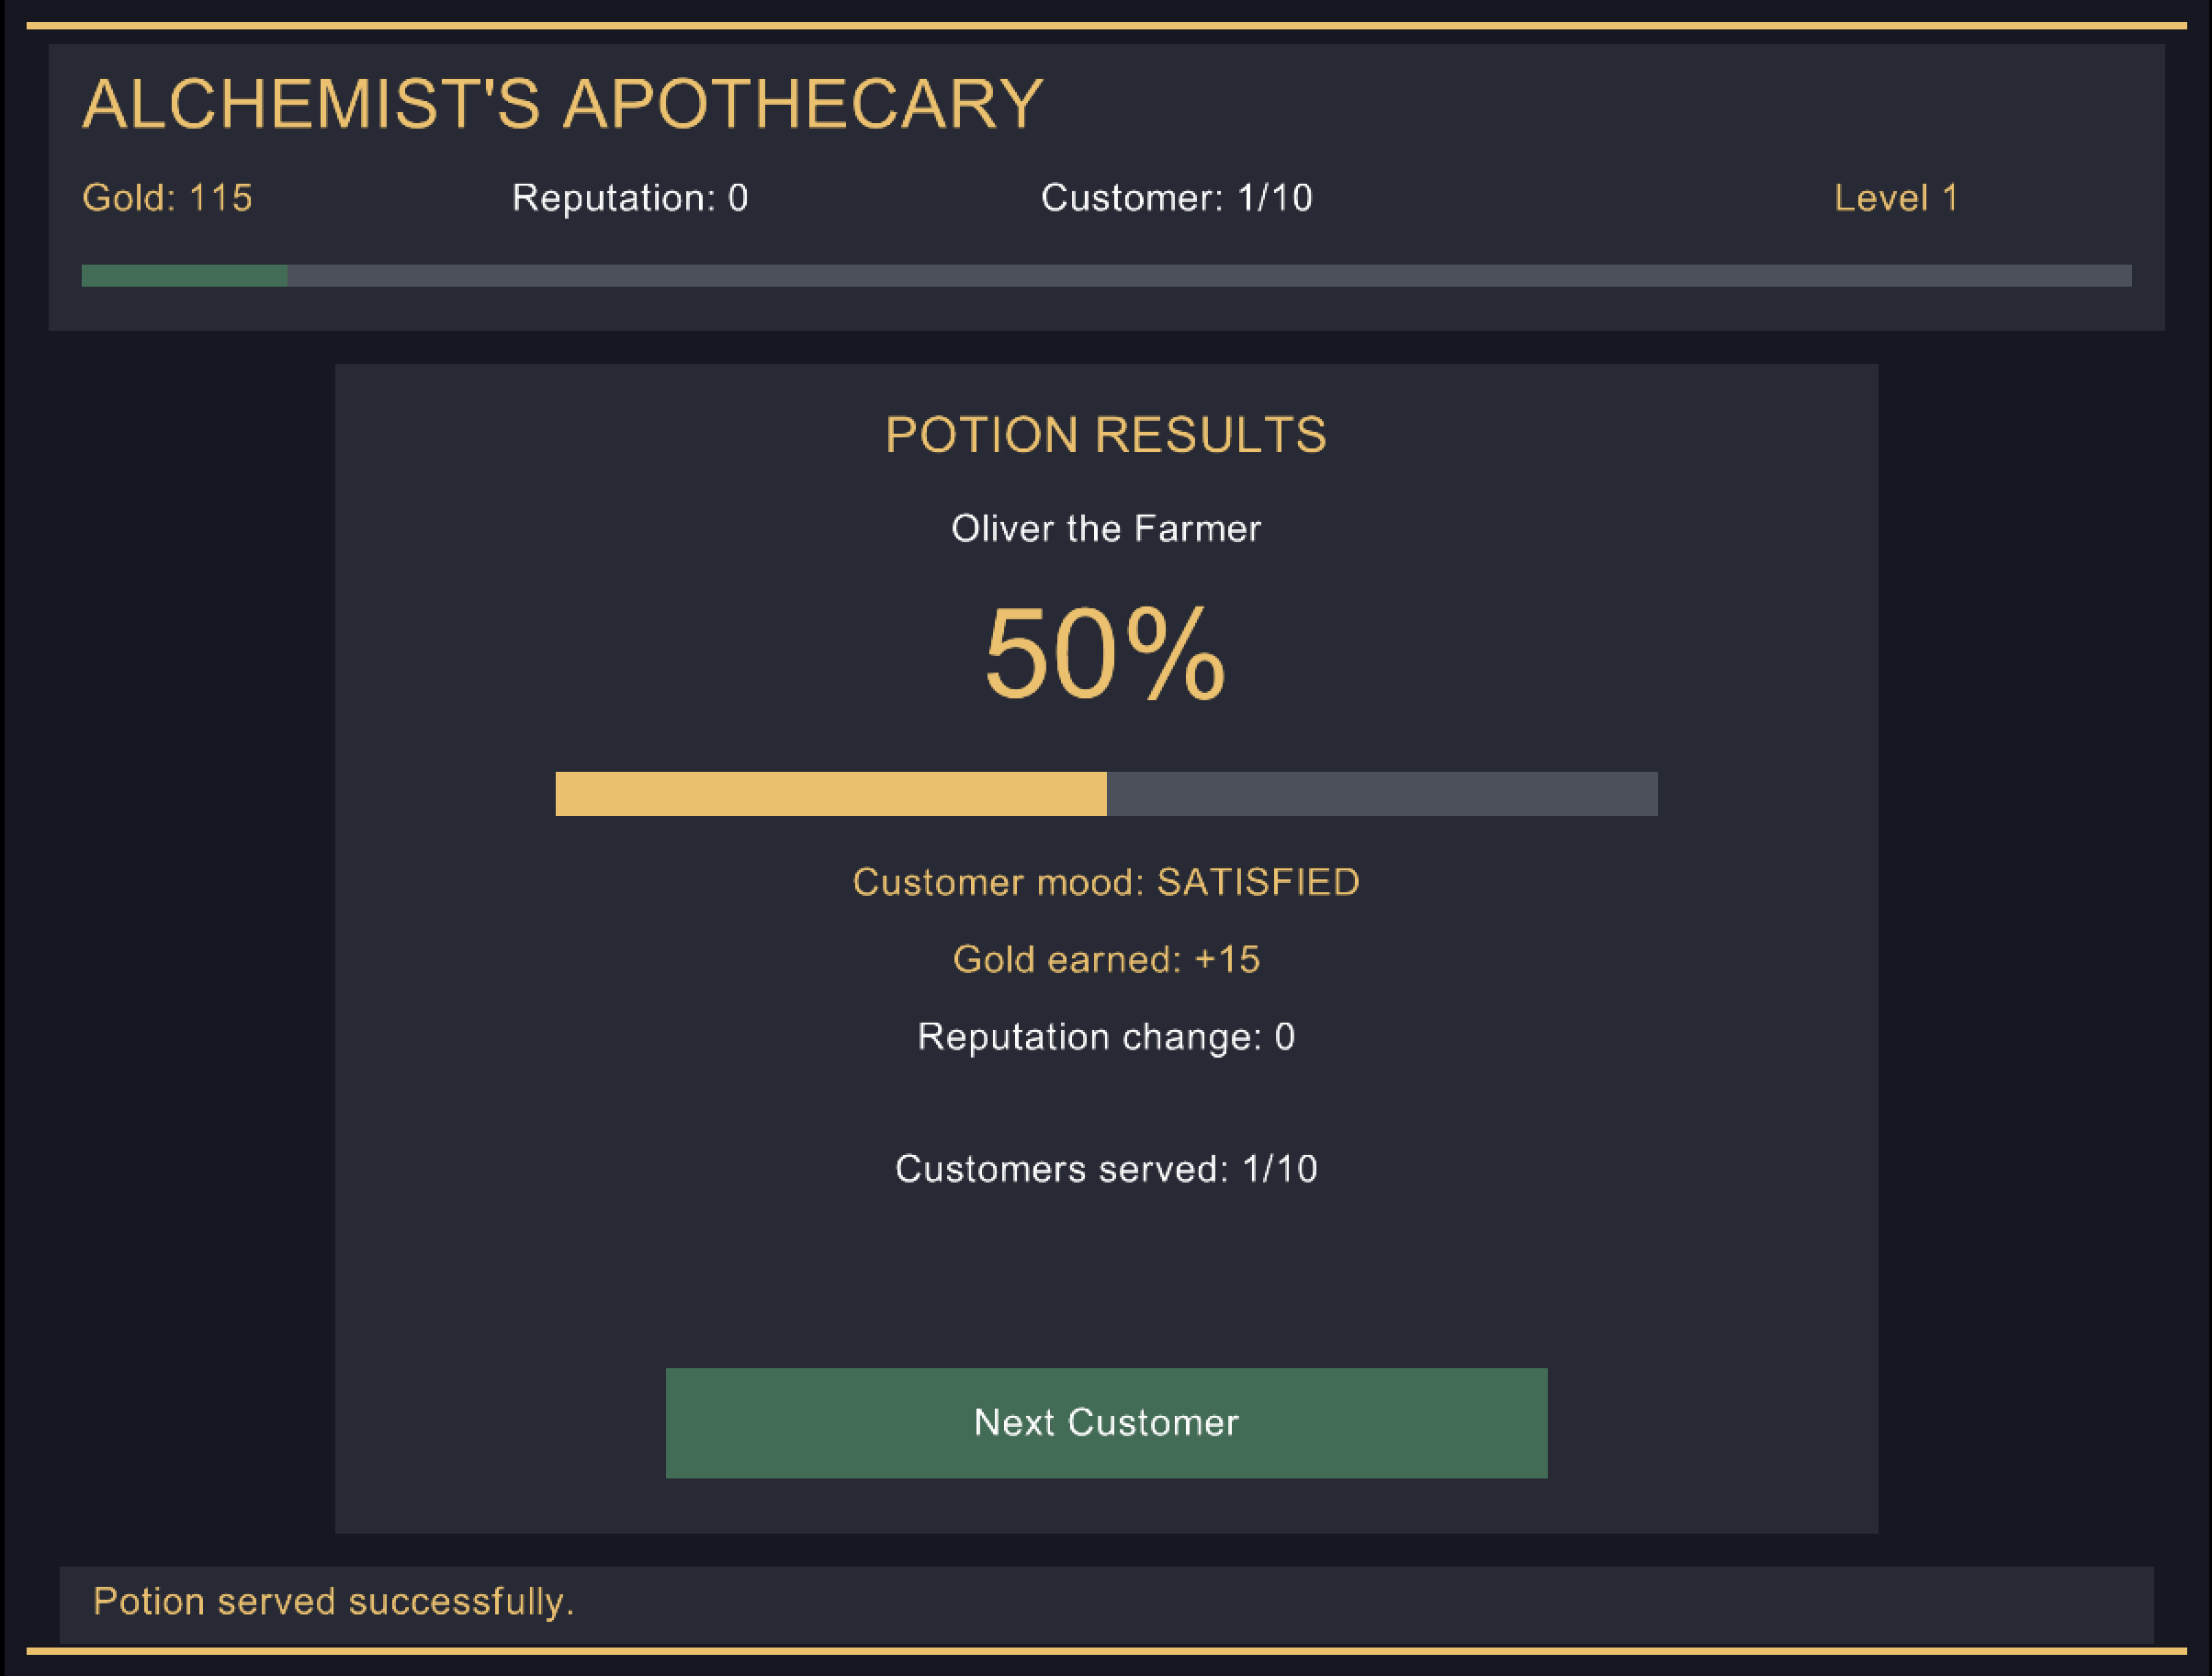 ALCHEMIST'S APOTHECARY
Gold: 115 Reputation: 0 Customer: 1/10 Level 1
POTION RESULTS
Oliver the Farmer
50%
Customer mood: SATISFIED
Gold earned: +15
Reputation change: 0
Customers served: 1/10
Next Customer
Potion served successfully.